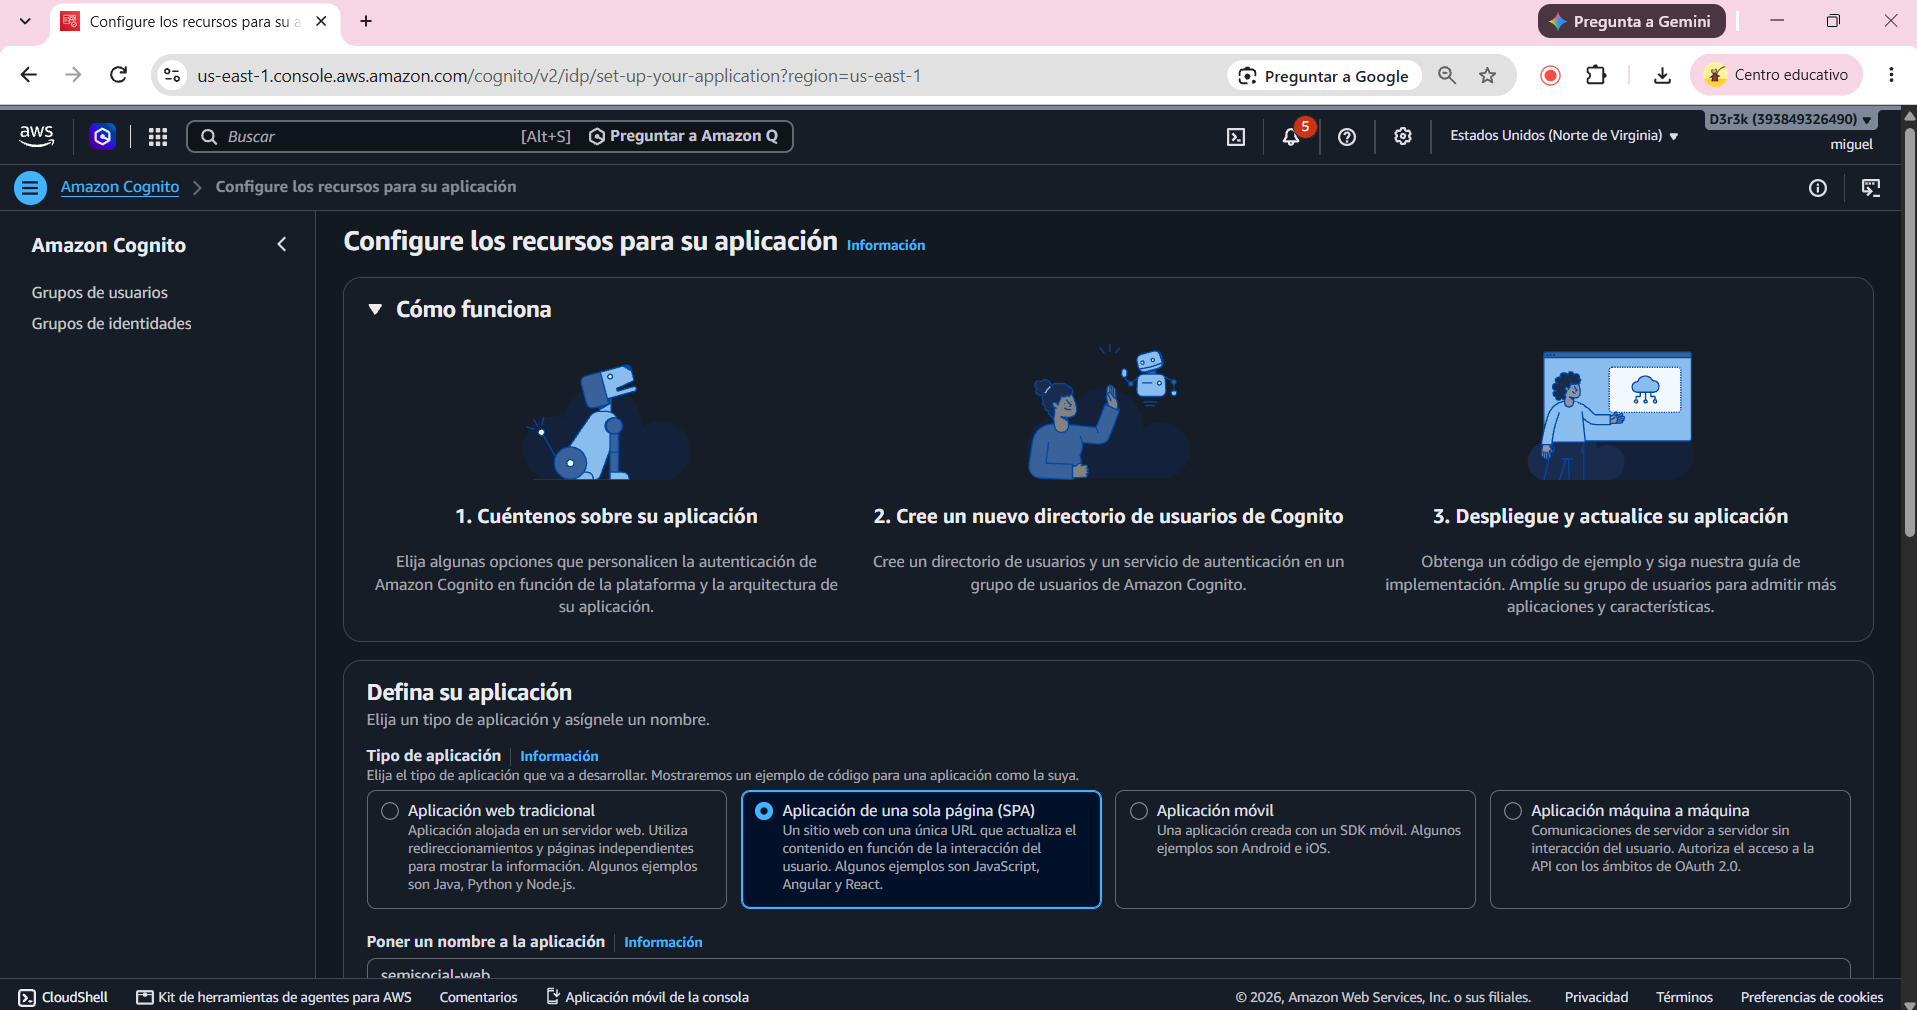 Configure los recursos para su a
Pregunta a Gemini
us-east-1.console.aws.amazon.com/cognito/v2/idp/set-up-your-application?region=us-east-1
Preguntar a Google
Centro educativo
aws
Buscar
[Alt+S]
Preguntar a Amazon Q
5
Estados Unidos (Norte de Virginia)
D3r3k (393849326490)
miguel
Amazon Cognito
Configure los recursos para su aplicación
Amazon Cognito
Grupos de usuarios
Grupos de identidades
Configure los recursos para su aplicación Información
Cómo funciona
1. Cuéntenos sobre su aplicación
Elija algunas opciones que personalicen la autenticación de
Amazon Cognito en función de la plataforma y la arquitectura de
su aplicación.
2. Cree un nuevo directorio de usuarios de Cognito
Cree un directorio de usuarios y un servicio de autenticación en un
grupo de usuarios de Amazon Cognito.
3. Despliegue y actualice su aplicación
Obtenga un código de ejemplo y siga nuestra guía de
implementación. Amplíe su grupo de usuarios para admitir más
aplicaciones y características.
Defina su aplicación
Elija un tipo de aplicación y asígnele un nombre.
Tipo de aplicación Información
Elija el tipo de aplicación que va a desarrollar. Mostraremos un ejemplo de código para una aplicación como la suya.
Aplicación web tradicional
Aplicación alojada en un servidor web. Utiliza
redireccionamientos y páginas independientes
para mostrar la información. Algunos ejemplos
son Java, Python y Node.js.
Aplicación de una sola página (SPA)
Un sitio web con una única URL que actualiza el
contenido en función de la interacción del
usuario. Algunos ejemplos son JavaScript,
Angular y React.
Aplicación móvil
Una aplicación creada con un SDK móvil. Algunos
ejemplos son Android e iOS.
Aplicación máquina a máquina
Comunicaciones de servidor a servidor sin
interacción del usuario. Autoriza el acceso a la
API con los ámbitos de OAuth 2.0.
Poner un nombre a la aplicación Información
semisocial-web
CloudShell
Kit de herramientas de agentes para AWS
Comentarios
Aplicación móvil de la consola
© 2026, Amazon Web Services, Inc. o sus filiales.
Privacidad
Términos
Preferencias de cookies